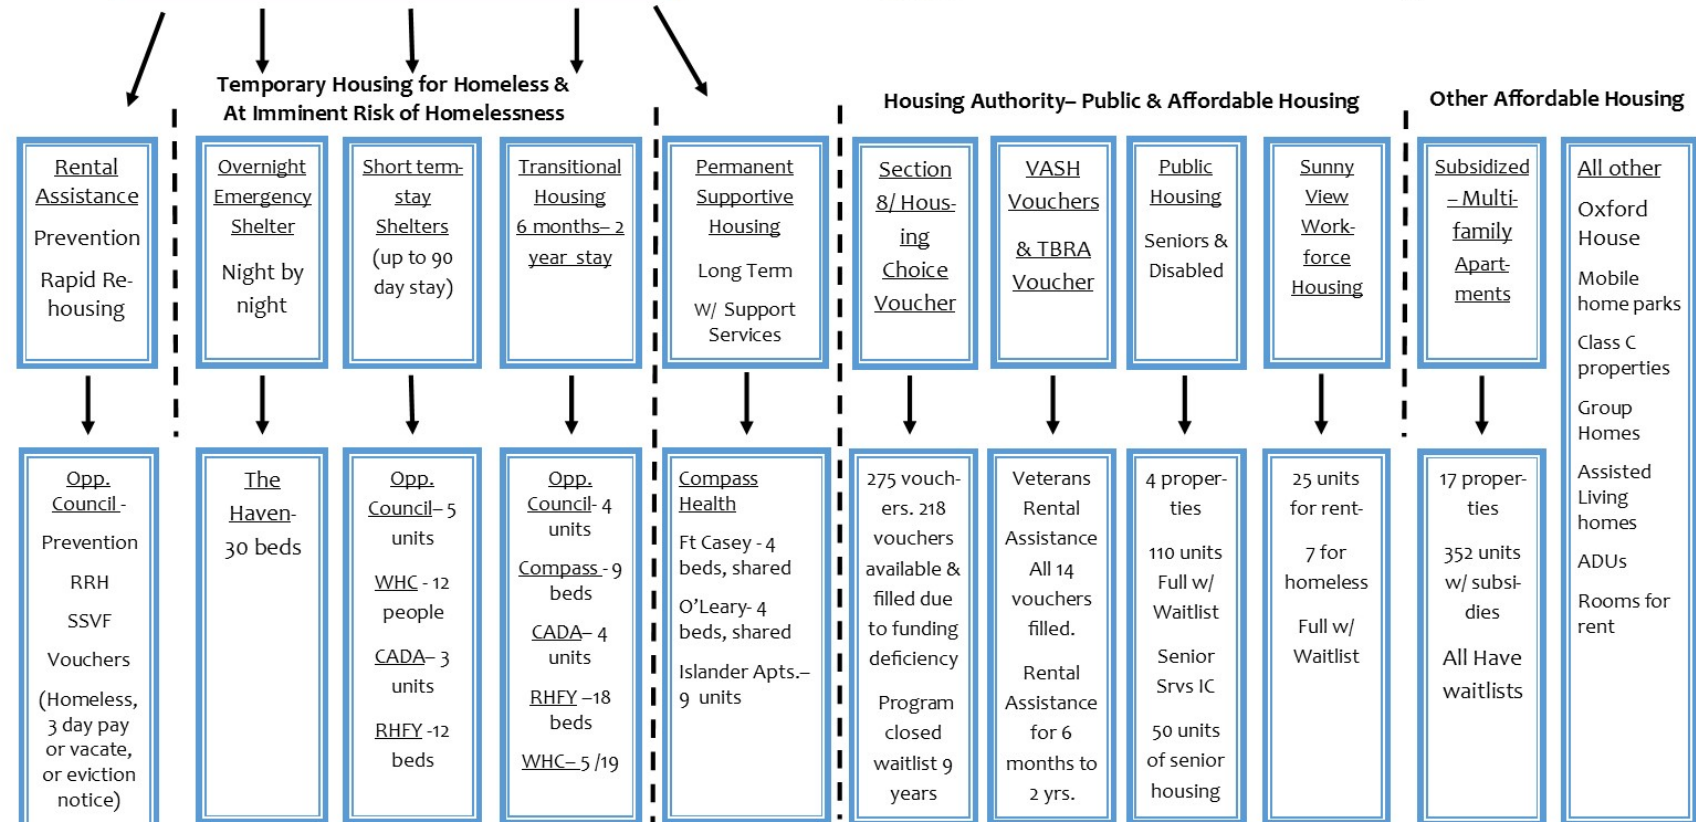 Temporary Housing for Homeless &
At Imminent Risk of Homelessness
Housing Authority– Public & Affordable Housing
Other Affordable Housing
Rental
Assistance
Prevention
Rapid Re-
housing
Overnight
Emergency
Shelter
Night by
night
Short term-
stay
Shelters
(up to 90
day stay)
Transitional
Housing
6 months– 2
year stay
Permanent
Supportive
Housing
Long Term
W/ Support
Services
Section
8/ Hous-
ing
Choice
Voucher
VASH
Vouchers
& TBRA
Voucher
Public
Housing
Seniors &
Disabled
Sunny
View
Work-
force
Housing
Subsidized
– Multi-
family
Apart-
ments
All other
Oxford
House
Mobile
home parks
Class C
properties
Group
Homes
Assisted
Living
homes
ADUs
Rooms for
rent
Opp.
Council -
Prevention
RRH
SSVF
Vouchers
(Homeless,
3 day pay
or vacate,
or eviction
notice)
The
Haven-
30 beds
Opp.
Council– 5
units
WHC - 12
people
CADA– 3
units
RHFY -12
beds
Opp.
Council- 4
units
Compass - 9
beds
CADA– 4
units
RHFY –18
beds
WHC– 5 /19
Compass
Health
Ft Casey - 4
beds, shared
O'Leary- 4
beds, shared
Islander Apts.–
9 units
275 vouch-
ers. 218
vouchers
available &
filled due
to funding
deficiency
Program
closed
waitlist 9
years
Veterans
Rental
Assistance
All 14
vouchers
filled.
Rental
Assistance
for 6
months to
2 yrs.
4 proper-
ties
110 units
Full w/
Waitlist
Senior
Srvs IC
50 units
of senior
housing
25 units
for rent-
7 for
homeless
Full w/
Waitlist
17 proper-
ties
352 units
w/ subsi-
dies
All Have
waitlists